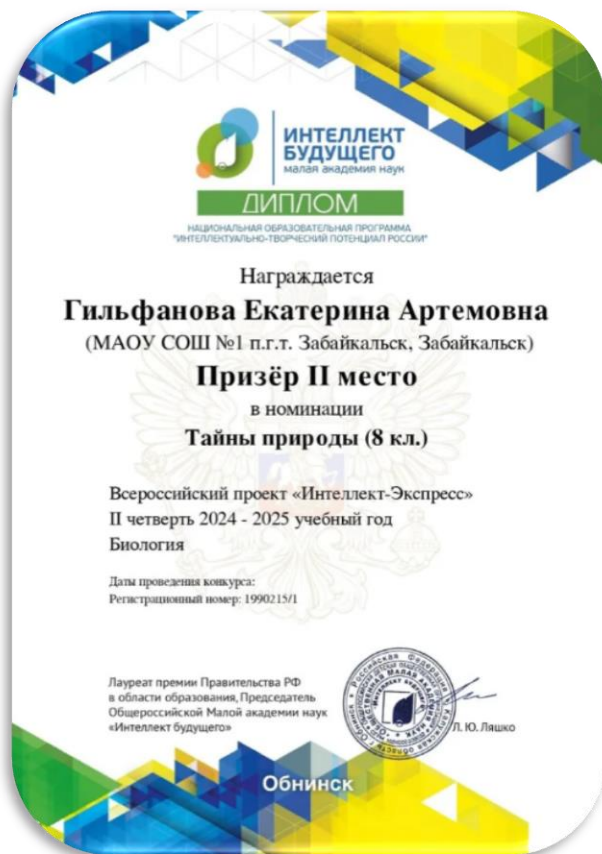 ИНТЕЛЛЕКТ
БУДУЩЕГО
малая академия наук
ДИПЛОМ
НАЦИОНАЛЬНАЯ ОБРАЗОВАТЕЛЬНАЯ ПРОГРАММА
"ИНТЕЛЛЕКТУАЛЬНО-ТВОРЧЕСКИЙ ПОТЕНЦИАЛ РОССИИ"
Награждается
Гильфанова Екатерина Артемовна
(МАОУ СОШ №1 п.г.т. Забайкальск, Забайкальск)
Призёр II место
в номинации
Тайны природы (8 кл.)
Всероссийский проект «Интеллект-Экспресс»
II четверть 2024 - 2025 учебный год
Биология
Даты проведения конкурса:
Регистрационный номер: 1990215/1
Лауреат премии Правительства РФ
в области образования, Председатель
Общероссийской Малой академии наук
«Интеллект будущего»
Л. Ю. Ляшко
Обнинск